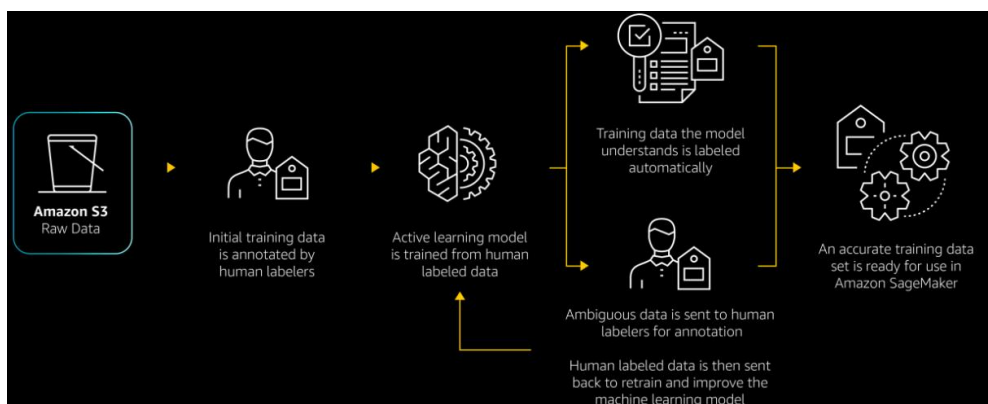 Amazon S3
Raw Data
Initial training data
is annotated by
human labelers
Active learning model
is trained from human
labeled data
Training data the model
understands is labeled
automatically
Ambiguous data is sent to human
labelers for annotation
Human labeled data is then sent
back to retrain and improve the
machine learning model
An accurate training data
set is ready for use in
Amazon SageMaker